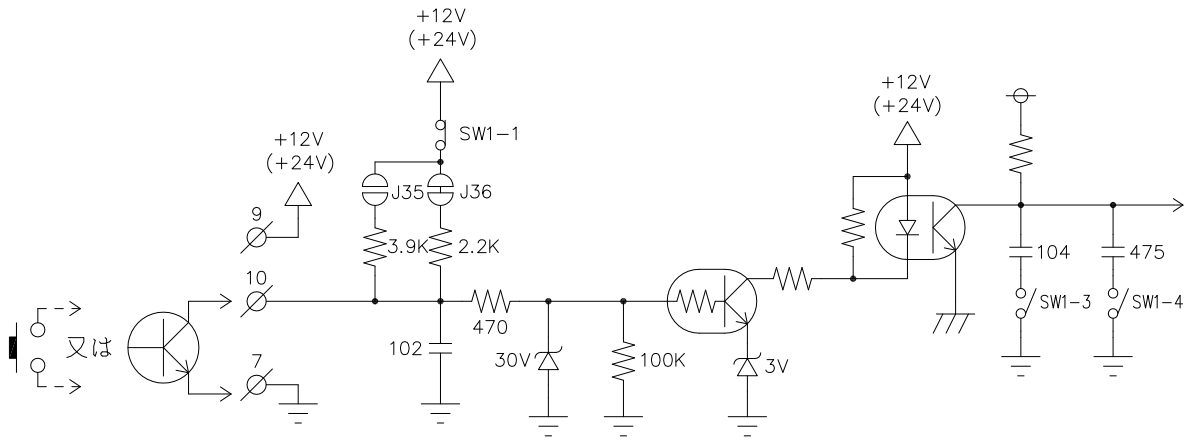 +12V
(+24V)
SW1-1
+12V
(+24V)
+12V
(+24V)
J35
J36
9
3.9K
2.2K
10
104
475
SW1-3
SW1-4
470
又は
102
30V
100K
3V
7